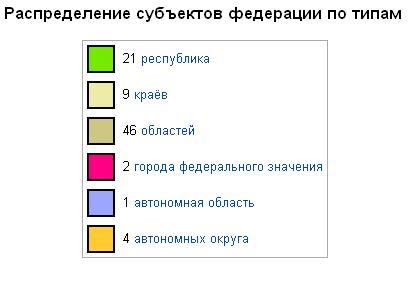 Распределение субъектов федерации по типам
21 республика
9 краёв
46 областей
2 города федерального значения
1 автономная область
4 автономных округа